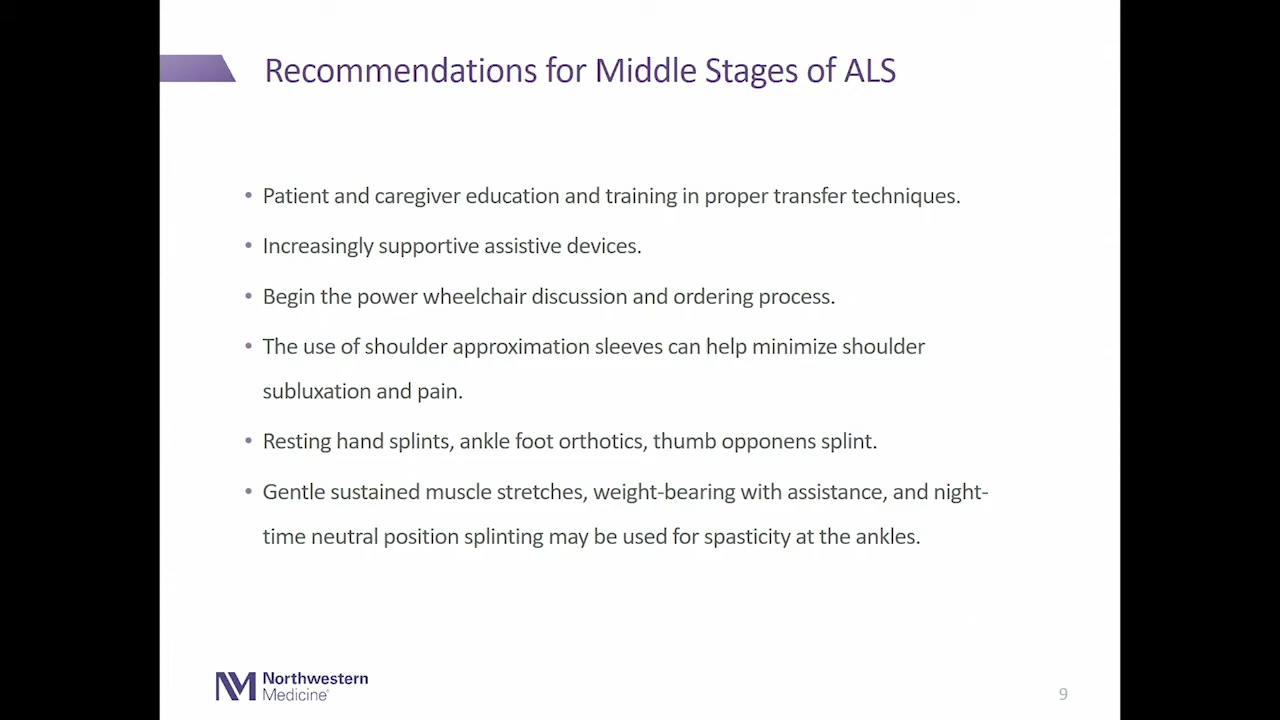 Recommendations for Middle Stages of ALS
• Patient and caregiver education and training in proper transfer techniques.
• Increasingly supportive assistive devices.
• Begin the power wheelchair discussion and ordering process.
• The use of shoulder approximation sleeves can help minimize shoulder
subluxation and pain.
• Resting hand splints, ankle foot orthotics, thumb opponens splint.
• Gentle sustained muscle stretches, weight-bearing with assistance, and night-
time neutral position splinting may be used for spasticity at the ankles.
NM Northwestern
Medicine®
9